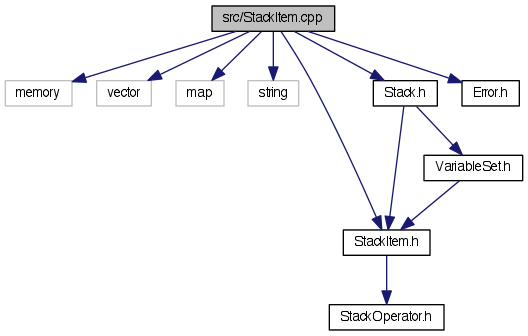 src/StackItem.cpp
memory
vector
map
string
Stack.h
Error.h
VariableSet.h
StackItem.h
StackOperator.h